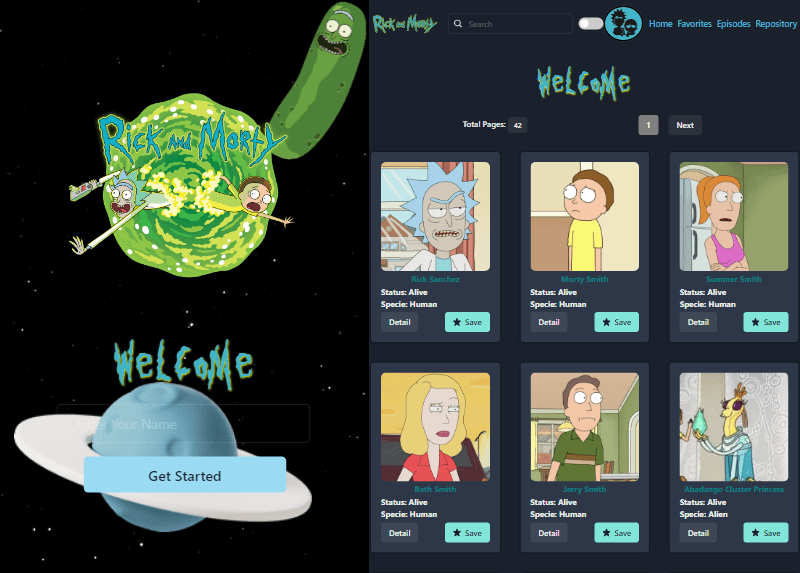 Rick and Morty
Welcome
Enter Your Name
Get Started
Rick and Morty
Search
Home Favorites Episodes Repository
Welcome
Total Pages: 42
1
Next
Rick Sanchez
Status: Alive
Specie: Human
Detail
Save
Morty Smith
Status: Alive
Specie: Human
Detail
Save
Summer Smith
Status: Alive
Specie: Human
Detail
Save
Beth Smith
Status: Alive
Specie: Human
Detail
Save
Jerry Smith
Status: Alive
Specie: Human
Detail
Save
Abadango Cluster Princess
Status: Alive
Specie: Alien
Detail
Save